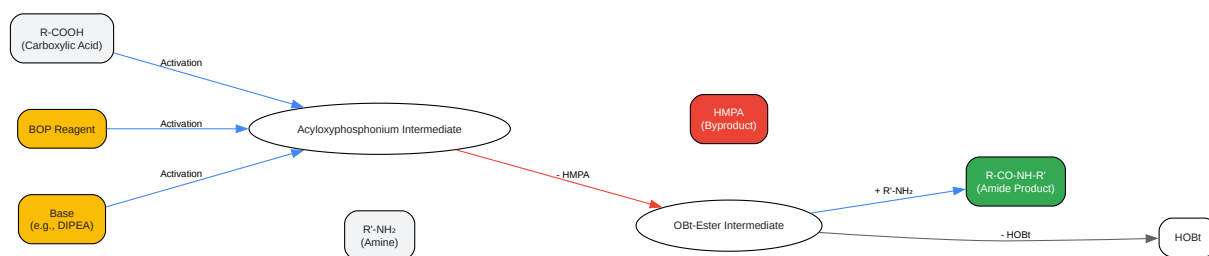 R-COOH
(Carboxylic Acid)
Activation
BOP Reagent
Activation
Acyloxyphosphonium Intermediate
Activation
Base
(e.g., DIPEA)
R'-NH₂
(Amine)
HMPA
(Byproduct)
- HMPA
OBt-Ester Intermediate
+ R'-NH₂
R-CO-NH-R'
(Amide Product)
- HOBt
HOBt